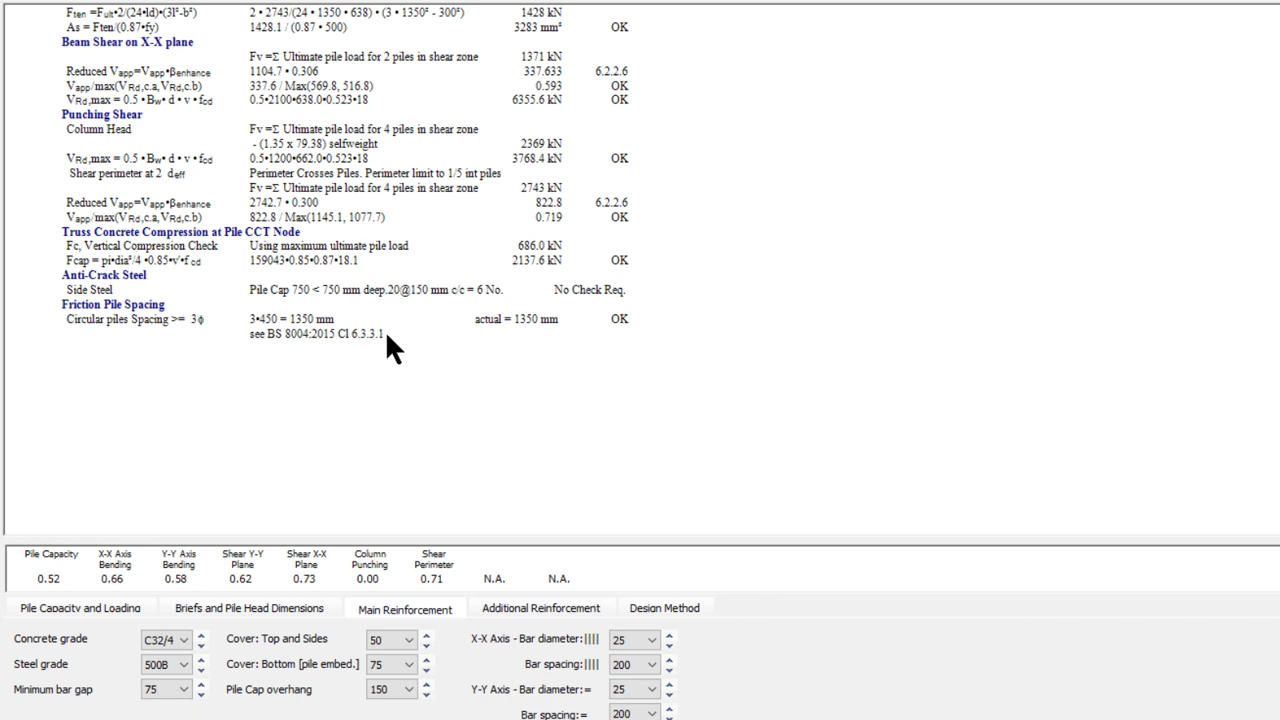 Ften =Fult•2/(24•ld)•(3l²-b²) 2 • 2743/(24 • 1350 • 638) • (3 • 1350² - 300²) 1428 kN
As = Ften/(0.87•fy) 1428.1 / (0.87 • 500) 3283 mm² OK
Beam Shear on X-X plane
Fv =Σ Ultimate pile load for 2 piles in shear zone 1371 kN
Reduced Vapp=Vapp•βenhance 1104.7 • 0.306 337.633 6.2.2.6
Vapp/max(VRd,c.a,VRd,c.b) 337.6 / Max(569.8, 516.8) 0.593 OK
VRd,max = 0.5 • Bw• d • v • fcd 0.5•2100•638.0•0.523•18 6355.6 kN OK
Punching Shear
Column Head Fv =Σ Ultimate pile load for 4 piles in shear zone
- (1.35 x 79.38) selfweight 2369 kN
VRd,max = 0.5 • Bw• d • v • fcd 0.5•1200•662.0•0.523•18 3768.4 kN OK
Shear perimeter at 2 deff Perimeter Crosses Piles. Perimeter limit to 1/5 int piles
Fv =Σ Ultimate pile load for 4 piles in shear zone 2743 kN
Reduced Vapp=Vapp•βenhance 2742.7 • 0.300 822.8 6.2.2.6
Vapp/max(VRd,c.a,VRd,c.b) 822.8 / Max(1145.1, 1077.7) 0.719 OK
Truss Concrete Compression at Pile CCT Node
Fc, Vertical Compression Check Using maximum ultimate pile load 686.0 kN
Fcap = pi•dia²/4 •0.85•v'•f cd 159043•0.85•0.87•18.1 2137.6 kN OK
Anti-Crack Steel
Side Steel Pile Cap 750 < 750 mm deep.20@150 mm c/c = 6 No. No Check Req.
Friction Pile Spacing
Circular piles Spacing >= 3ϕ 3•450 = 1350 mm actual = 1350 mm OK
see BS 8004:2015 Cl 6.3.3.1
Pile Capacity X-X Axis Bending Y-Y Axis Bending Shear Y-Y Plane Shear X-X Plane Column Punching Shear Perimeter
0.52 0.66 0.58 0.62 0.73 0.00 0.71 N.A. N.A.
Pile Capacity and Loading Briefs and Pile Head Dimensions Main Reinforcement Additional Reinforcement Design Method
Concrete grade C32/4 Cover: Top and Sides 50 X-X Axis - Bar diameter:|||| 25
Steel grade 500B Cover: Bottom [pile embed.] 75 Bar spacing:|||| 200
Minimum bar gap 75 Pile Cap overhang 150 Y-Y Axis - Bar diameter:= 25
Bar spacing:= 200